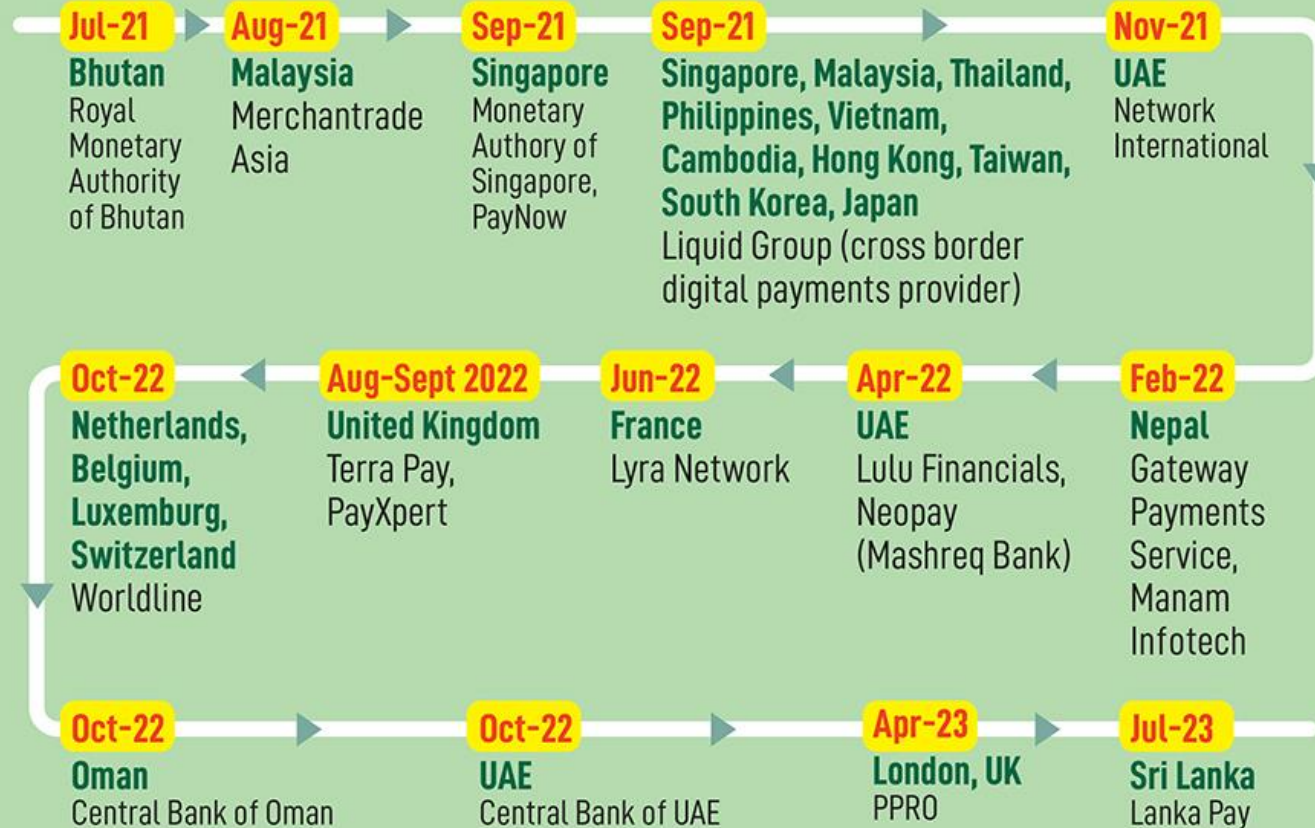 Jul-21
Bhutan
Royal
Monetary
Authority
of Bhutan
Aug-21
Malaysia
Merchantrade
Asia
Sep-21
Singapore
Monetary
Authory of
Singapore,
PayNow
Sep-21
Singapore, Malaysia, Thailand,
Philippines, Vietnam,
Cambodia, Hong Kong, Taiwan,
South Korea, Japan
Liquid Group (cross border
digital payments provider)
Nov-21
UAE
Network
International
Feb-22
Nepal
Gateway
Payments
Service,
Manam
Infotech
Apr-22
UAE
Lulu Financials,
Neopay
(Mashreq Bank)
Jun-22
France
Lyra Network
Aug-Sept 2022
United Kingdom
Terra Pay,
PayXpert
Oct-22
Netherlands,
Belgium,
Luxemburg,
Switzerland
Worldline
Oct-22
Oman
Central Bank of Oman
Oct-22
UAE
Central Bank of UAE
Apr-23
London, UK
PPRO
Jul-23
Sri Lanka
Lanka Pay